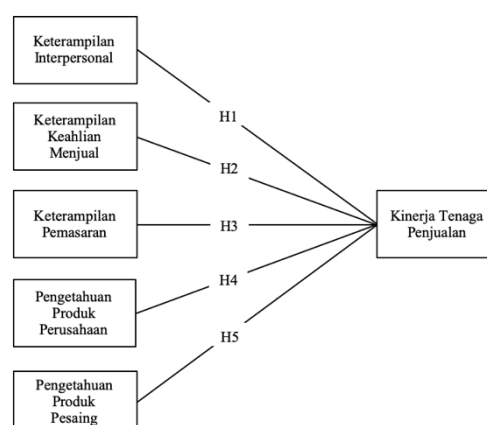 Keterampilan
Interpersonal
H1
Keterampilan
Keahlian
Menjual
H2
Keterampilan
Pemasaran
H3
Kinerja Tenaga
Penjualan
H4
Pengetahuan
Produk
Perusahaan
H5
Pengetahuan
Produk
Pesaing